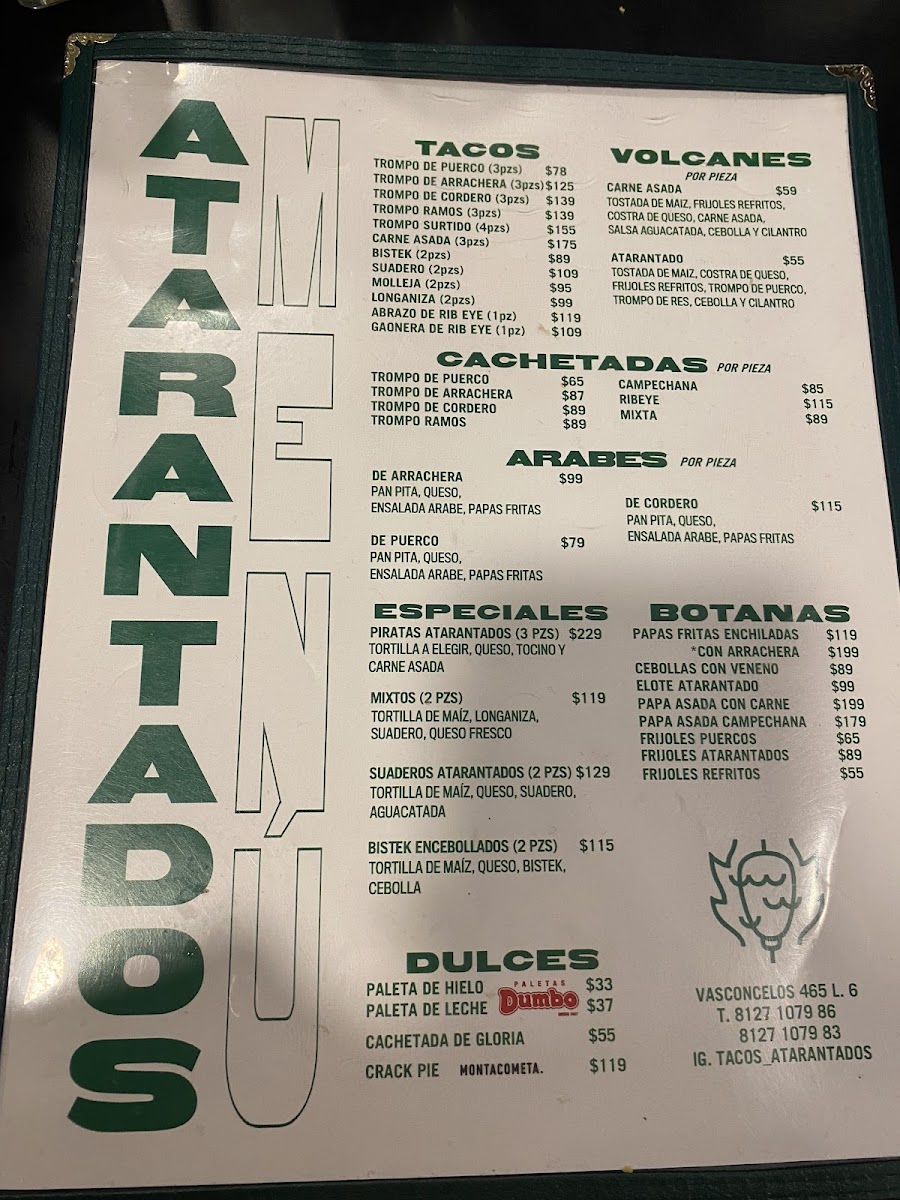 ATARANTADOS
MENÚ
TACOS
TROMPO DE PUERCO (3pzs) $78
TROMPO DE ARRACHERA (3pzs) $125
TROMPO DE CORDERO (3pzs) $139
TROMPO RAMOS (3pzs) $139
TROMPO SURTIDO (4pzs) $155
CARNE ASADA (3pzs) $175
BISTEK (2pzs) $89
SUADERO (2pzs) $109
MOLLEJA (2pzs) $95
LONGANIZA (2pzs) $99
ABRAZO DE RIB EYE (1pz) $119
GAONERA DE RIB EYE (1pz) $109
VOLCANES
POR PIEZA
CARNE ASADA $59
TOSTADA DE MAIZ, FRIJOLES REFRITOS,
COSTRA DE QUESO, CARNE ASADA,
SALSA AGUACATADA, CEBOLLA Y CILANTRO
ATARANTADO $55
TOSTADA DE MAIZ, COSTRA DE QUESO,
FRIJOLES REFRITOS, TROMPO DE PUERCO,
TROMPO DE RES, CEBOLLA Y CILANTRO
CACHETADAS POR PIEZA
TROMPO DE PUERCO $65
TROMPO DE ARRACHERA $87
TROMPO DE CORDERO $89
TROMPO RAMOS $89
CAMPECHANA $85
RIBEYE $115
MIXTA $89
ARABES POR PIEZA
DE ARRACHERA $99
PAN PITA, QUESO,
ENSALADA ARABE, PAPAS FRITAS
DE PUERCO $79
PAN PITA, QUESO,
ENSALADA ARABE, PAPAS FRITAS
DE CORDERO $115
PAN PITA, QUESO,
ENSALADA ARABE, PAPAS FRITAS
ESPECIALES
PIRATAS ATARANTADOS (3 PZS) $229
TORTILLA A ELEGIR, QUESO, TOCINO Y
CARNE ASADA
MIXTOS (2 PZS) $119
TORTILLA DE MAÍZ, LONGANIZA,
SUADERO, QUESO FRESCO
SUADEROS ATARANTADOS (2 PZS) $129
TORTILLA DE MAÍZ, QUESO, SUADERO,
AGUACATADA
BISTEK ENCEBOLLADOS (2 PZS) $115
TORTILLA DE MAÍZ, QUESO, BISTEK,
CEBOLLA
BOTANAS
PAPAS FRITAS ENCHILADAS $119
*CON ARRACHERA $199
CEBOLLAS CON VENENO $89
ELOTE ATARANTADO $99
PAPA ASADA CON CARNE $199
PAPA ASADA CAMPECHANA $179
FRIJOLES PUERCOS $65
FRIJOLES ATARANTADOS $89
FRIJOLES REFRITOS $55
DULCES
PALETA DE HIELO $33
PALETA DE LECHE $37
PALETAS
Dumbo
CACHETADA DE GLORIA $55
CRACK PIE MONTACOMETA. $119
VASCONCELOS 465 L. 6
T. 8127 1079 86
8127 1079 83
IG. TACOS_ATARANTADOS